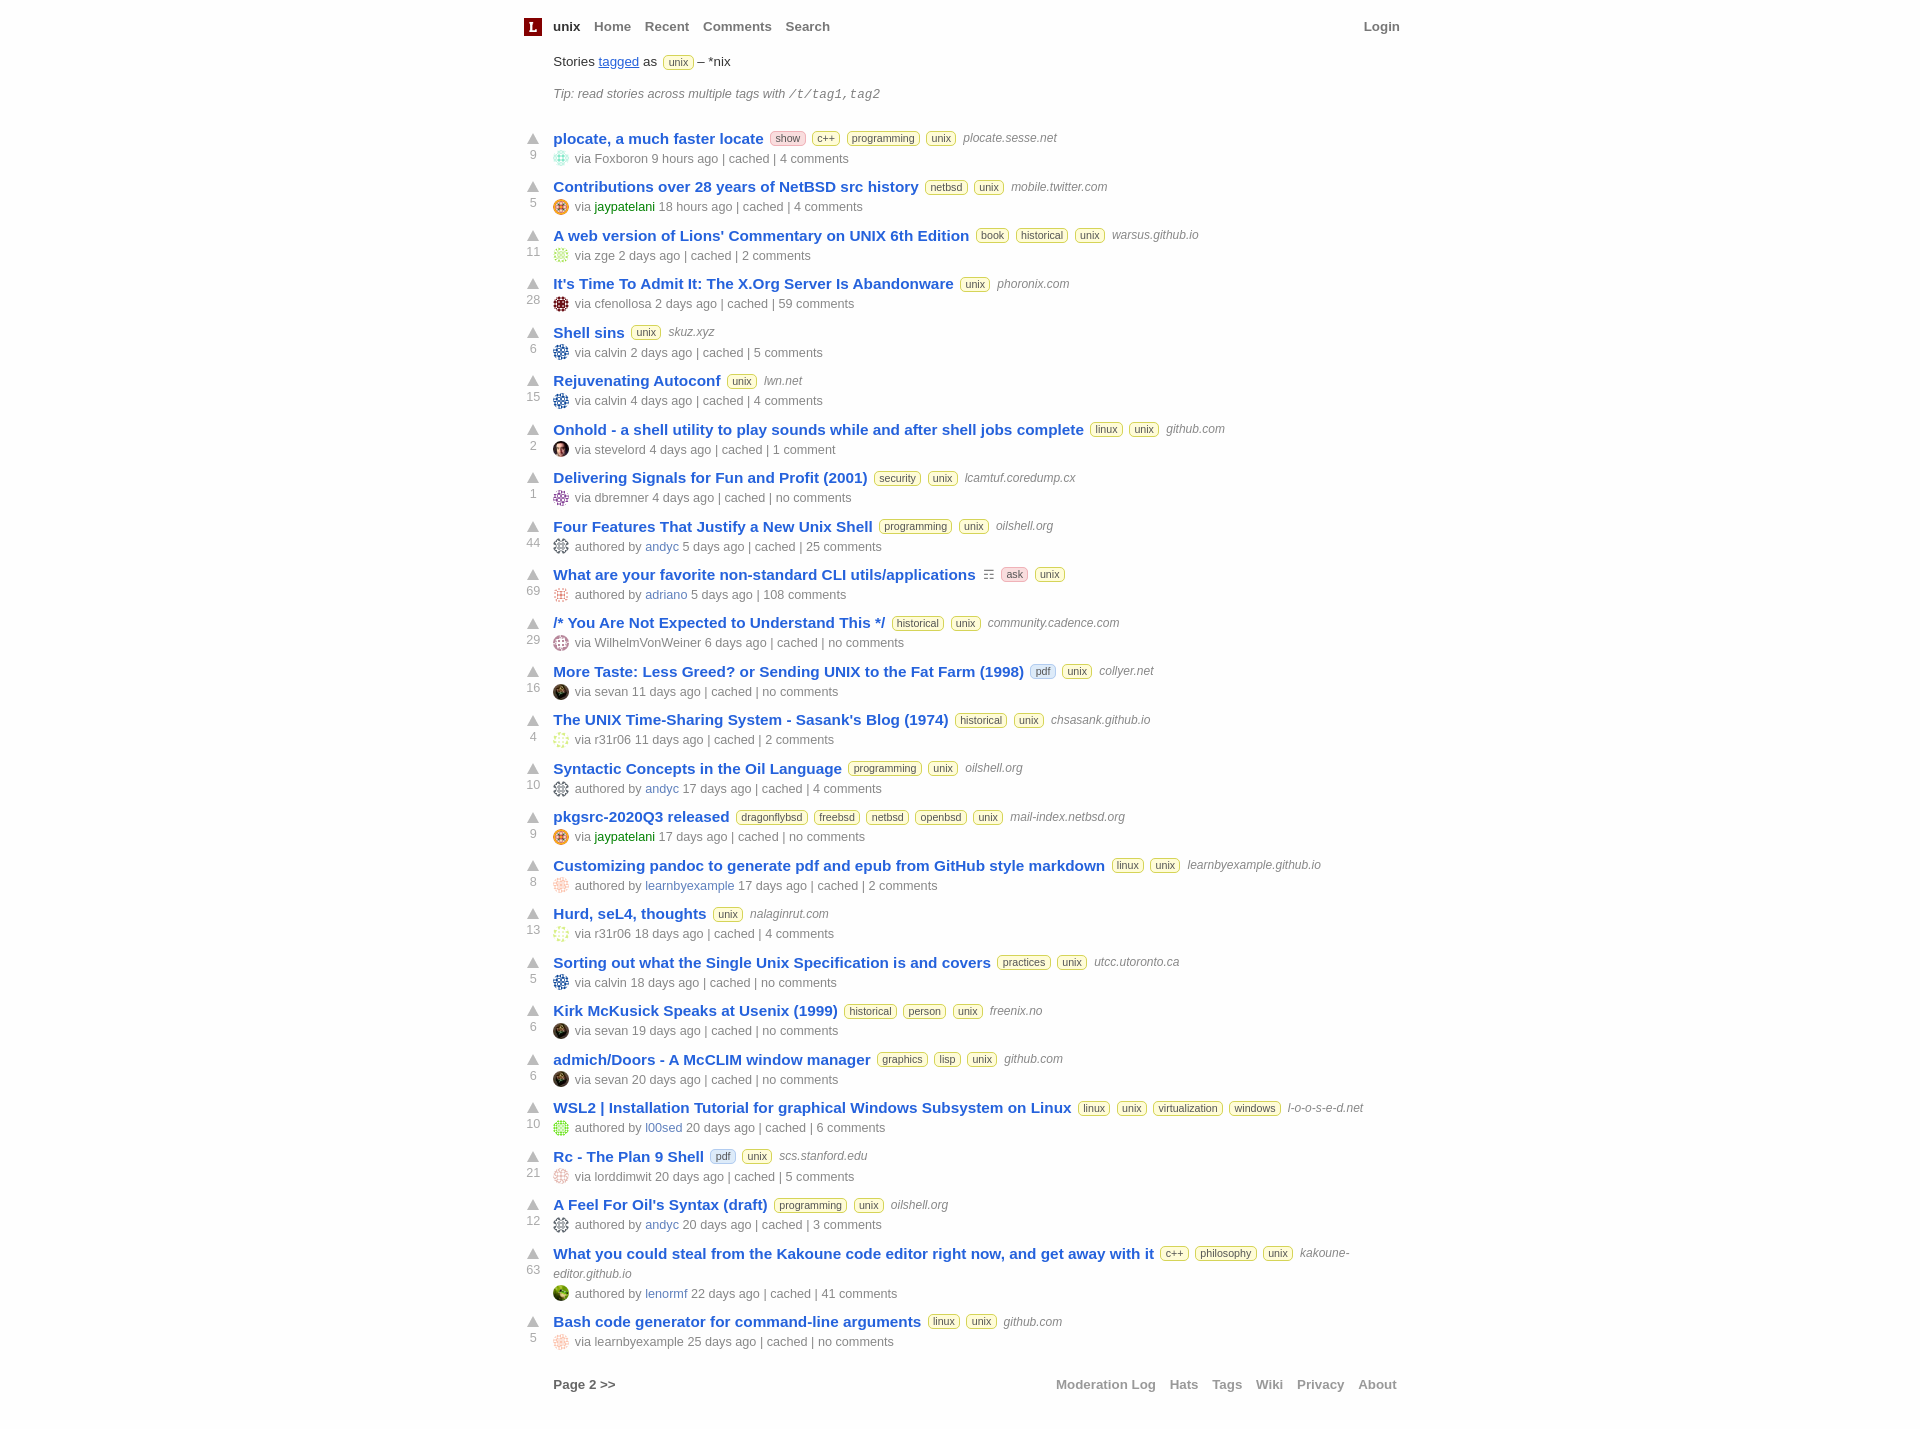 L unix Home Recent Comments Search Login
Stories tagged as unix – *nix
Tip: read stories across multiple tags with /t/tag1,tag2
plocate, a much faster locate show c++ programming unix plocate.sesse.net
9 via Foxboron 9 hours ago | cached | 4 comments
Contributions over 28 years of NetBSD src history netbsd unix mobile.twitter.com
5 via jaypatelani 18 hours ago | cached | 4 comments
A web version of Lions' Commentary on UNIX 6th Edition book historical unix warsus.github.io
11 via zge 2 days ago | cached | 2 comments
It's Time To Admit It: The X.Org Server Is Abandonware unix phoronix.com
28 via cfenollosa 2 days ago | cached | 59 comments
Shell sins unix skuz.xyz
6 via calvin 2 days ago | cached | 5 comments
Rejuvenating Autoconf unix lwn.net
15 via calvin 4 days ago | cached | 4 comments
Onhold - a shell utility to play sounds while and after shell jobs complete linux unix github.com
2 via stevelord 4 days ago | cached | 1 comment
Delivering Signals for Fun and Profit (2001) security unix lcamtuf.coredump.cx
1 via dbremner 4 days ago | cached | no comments
Four Features That Justify a New Unix Shell programming unix oilshell.org
44 authored by andyc 5 days ago | cached | 25 comments
What are your favorite non-standard CLI utils/applications ☶ ask unix
69 authored by adriano 5 days ago | 108 comments
/* You Are Not Expected to Understand This */ historical unix community.cadence.com
29 via WilhelmVonWeiner 6 days ago | cached | no comments
More Taste: Less Greed? or Sending UNIX to the Fat Farm (1998) pdf unix collyer.net
16 via sevan 11 days ago | cached | no comments
The UNIX Time-Sharing System - Sasank's Blog (1974) historical unix chsasank.github.io
4 via r31r06 11 days ago | cached | 2 comments
Syntactic Concepts in the Oil Language programming unix oilshell.org
10 authored by andyc 17 days ago | cached | 4 comments
pkgsrc-2020Q3 released dragonflybsd freebsd netbsd openbsd unix mail-index.netbsd.org
9 via jaypatelani 17 days ago | cached | no comments
Customizing pandoc to generate pdf and epub from GitHub style markdown linux unix learnbyexample.github.io
8 authored by learnbyexample 17 days ago | cached | 2 comments
Hurd, seL4, thoughts unix nalaginrut.com
13 via r31r06 18 days ago | cached | 4 comments
Sorting out what the Single Unix Specification is and covers practices unix utcc.utoronto.ca
5 via calvin 18 days ago | cached | no comments
Kirk McKusick Speaks at Usenix (1999) historical person unix freenix.no
6 via sevan 19 days ago | cached | no comments
admich/Doors - A McCLIM window manager graphics lisp unix github.com
6 via sevan 20 days ago | cached | no comments
WSL2 | Installation Tutorial for graphical Windows Subsystem on Linux linux unix virtualization windows l-o-o-s-e-d.net
10 authored by l00sed 20 days ago | cached | 6 comments
Rc - The Plan 9 Shell pdf unix scs.stanford.edu
21 via lorddimwit 20 days ago | cached | 5 comments
A Feel For Oil's Syntax (draft) programming unix oilshell.org
12 authored by andyc 20 days ago | cached | 3 comments
What you could steal from the Kakoune code editor right now, and get away with it c++ philosophy unix kakoune-
63 editor.github.io
authored by lenormf 22 days ago | cached | 41 comments
Bash code generator for command-line arguments linux unix github.com
5 via learnbyexample 25 days ago | cached | no comments
Page 2 >> Moderation Log Hats Tags Wiki Privacy About